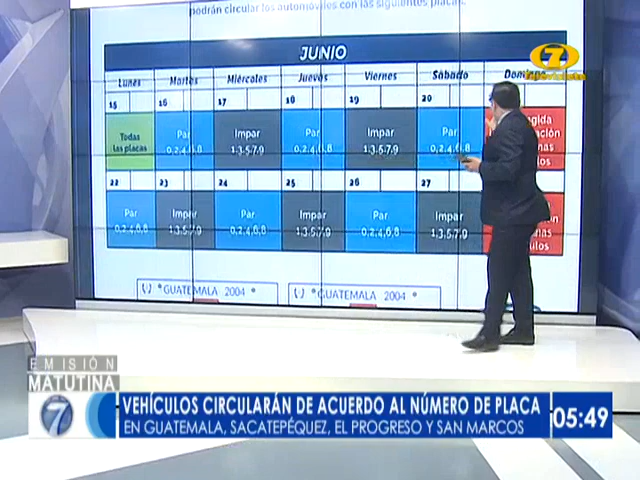 podrán circular los automóviles con las siguientes placas.
JUNIO
Lunes Martes Miércoles Jueves Viernes Sábado
15 16 17 18 19 20
Todas las placas
Par
0,2,4,6,8
Impar
1,3,5,7,9
Par
0,2,4,6,8
Impar
1,3,5,7,9
Par
0,2,4,6,8
22 23 24 25 26 27
Par
0,2,4,6,8
Impar
1,3,5,7,9
Par
0,2,4,6,8
Impar
1,3,5,7,9
Par
0,2,4,6,8
Impar
1,3,5,7,9
GUATEMALA 2004
GUATEMALA 2004
7
EMISIÓN
MATUTINA
7
VEHÍCULOS CIRCULARÁN DE ACUERDO AL NÚMERO DE PLACA
EN GUATEMALA, SACATEPÉQUEZ, EL PROGRESO Y SAN MARCOS
05:49